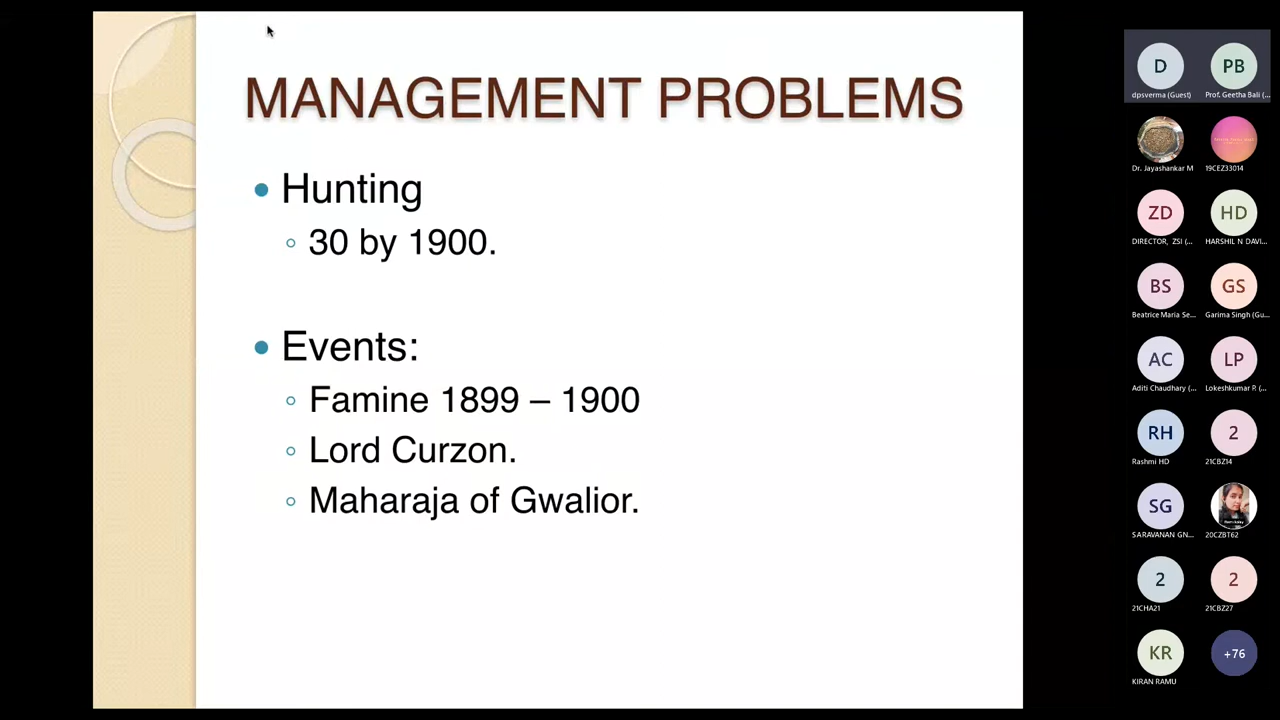 MANAGEMENT PROBLEMS
Hunting
30 by 1900.
Events:
Famine 1899 – 1900
Lord Curzon.
Maharaja of Gwalior.
D
PB
dpsverma (Guest)
Prof. Geetha Bali (...
Dr. Jayashankar M
19CEZ33014
ZD
HD
DIRECTOR, ZSI (...
HARSHIL N DAVI...
BS
GS
Beatrice Maria Se...
Garima Singh (Gu...
AC
LP
Aditi Chaudhary (...
Lokeshkumar P. (...
RH
2
Rashmi HD
21CBZ14
SG
SARAVANAN GN...
20CZBT62
2
2
21CHA21
21CBZ27
KR
+76
KIRAN RAMU